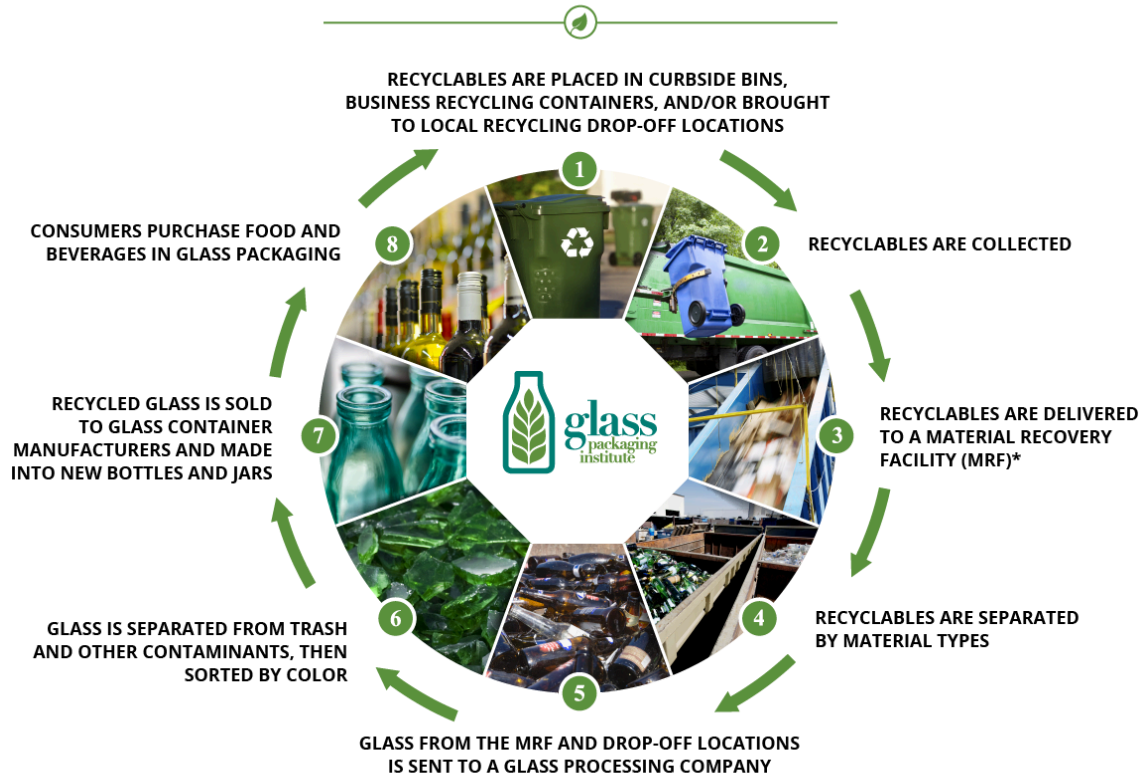 RECYCLABLES ARE PLACED IN CURBSIDE BINS,
BUSINESS RECYCLING CONTAINERS, AND/OR BROUGHT
TO LOCAL RECYCLING DROP-OFF LOCATIONS
1
2
RECYCLABLES ARE COLLECTED
3
RECYCLABLES ARE DELIVERED
TO A MATERIAL RECOVERY
FACILITY (MRF)*
4
RECYCLABLES ARE SEPARATED
BY MATERIAL TYPES
5
GLASS FROM THE MRF AND DROP-OFF LOCATIONS
IS SENT TO A GLASS PROCESSING COMPANY
6
GLASS IS SEPARATED FROM TRASH
AND OTHER CONTAMINANTS, THEN
SORTED BY COLOR
7
RECYCLED GLASS IS SOLD
TO GLASS CONTAINER
MANUFACTURERS AND MADE
INTO NEW BOTTLES AND JARS
8
CONSUMERS PURCHASE FOOD AND
BEVERAGES IN GLASS PACKAGING
glass
packaging
institute